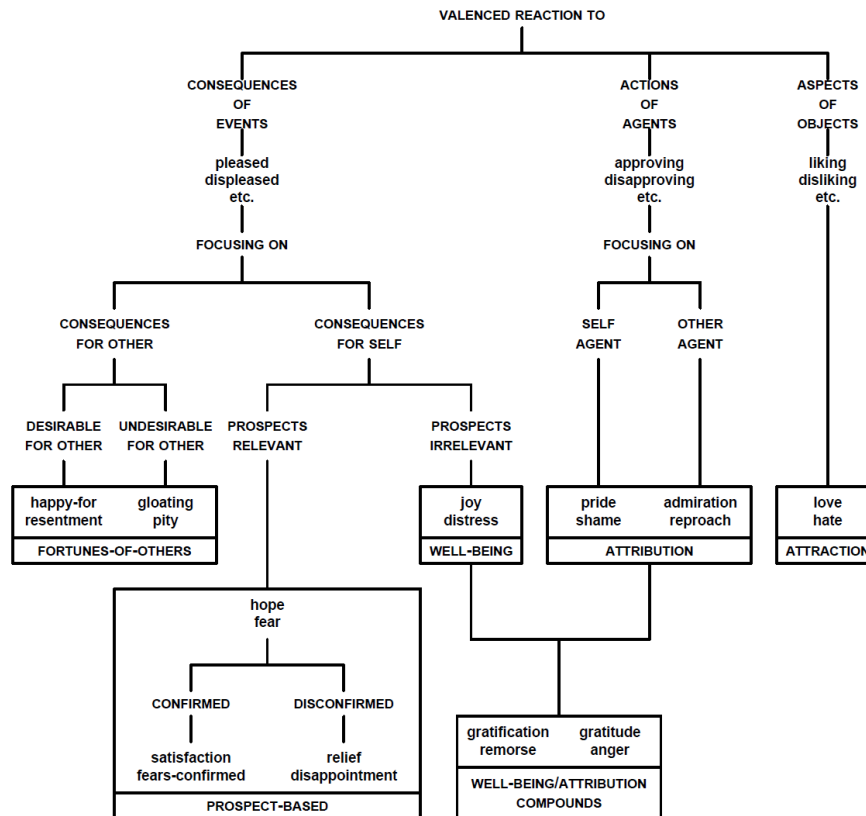 VALENCED REACTION TO
CONSEQUENCES
OF
EVENTS
ACTIONS
OF
AGENTS
ASPECTS
OF
OBJECTS
pleased
displeased
etc.
approving
disapproving
etc.
liking
disliking
etc.
FOCUSING ON
FOCUSING ON
CONSEQUENCES
FOR OTHER
CONSEQUENCES
FOR SELF
SELF
AGENT
OTHER
AGENT
DESIRABLE
FOR OTHER
UNDESIRABLE
FOR OTHER
PROSPECTS
RELEVANT
PROSPECTS
IRRELEVANT
happy-for
resentment
gloating
pity
FORTUNES-OF-OTHERS
joy
distress
WELL-BEING
pride
shame
admiration
reproach
ATTRIBUTION
love
hate
ATTRACTION
hope
fear
CONFIRMED
DISCONFIRMED
satisfaction
fears-confirmed
relief
disappointment
PROSPECT-BASED
gratification
remorse
gratitude
anger
WELL-BEING/ATTRIBUTION
COMPOUNDS